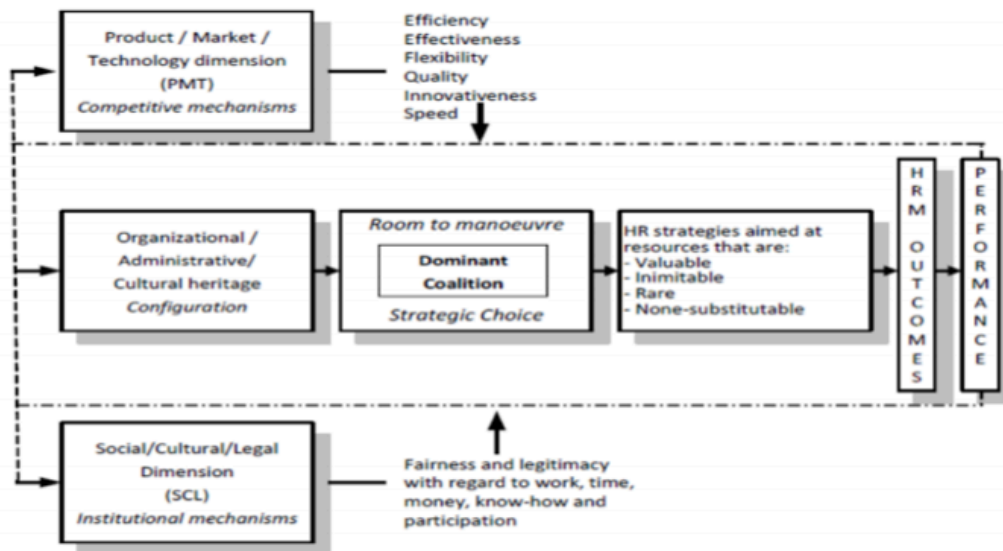 Product / Market /
Technology dimension
(PMT)
Competitive mechanisms
Efficiency
Effectiveness
Flexibility
Quality
Innovativeness
Speed
Organizational /
Administrative/
Cultural heritage
Configuration
Room to manoeuvre
Dominant
Coalition
Strategic Choice
HR strategies aimed at
resources that are:
- Valuable
- Inimitable
- Rare
- None-substitutable
HRM OUTCOMES
PERFORMANCE
Social/Cultural/Legal
Dimension
(SCL)
Institutional mechanisms
Fairness and legitimacy
with regard to work, time,
money, know-how and
participation